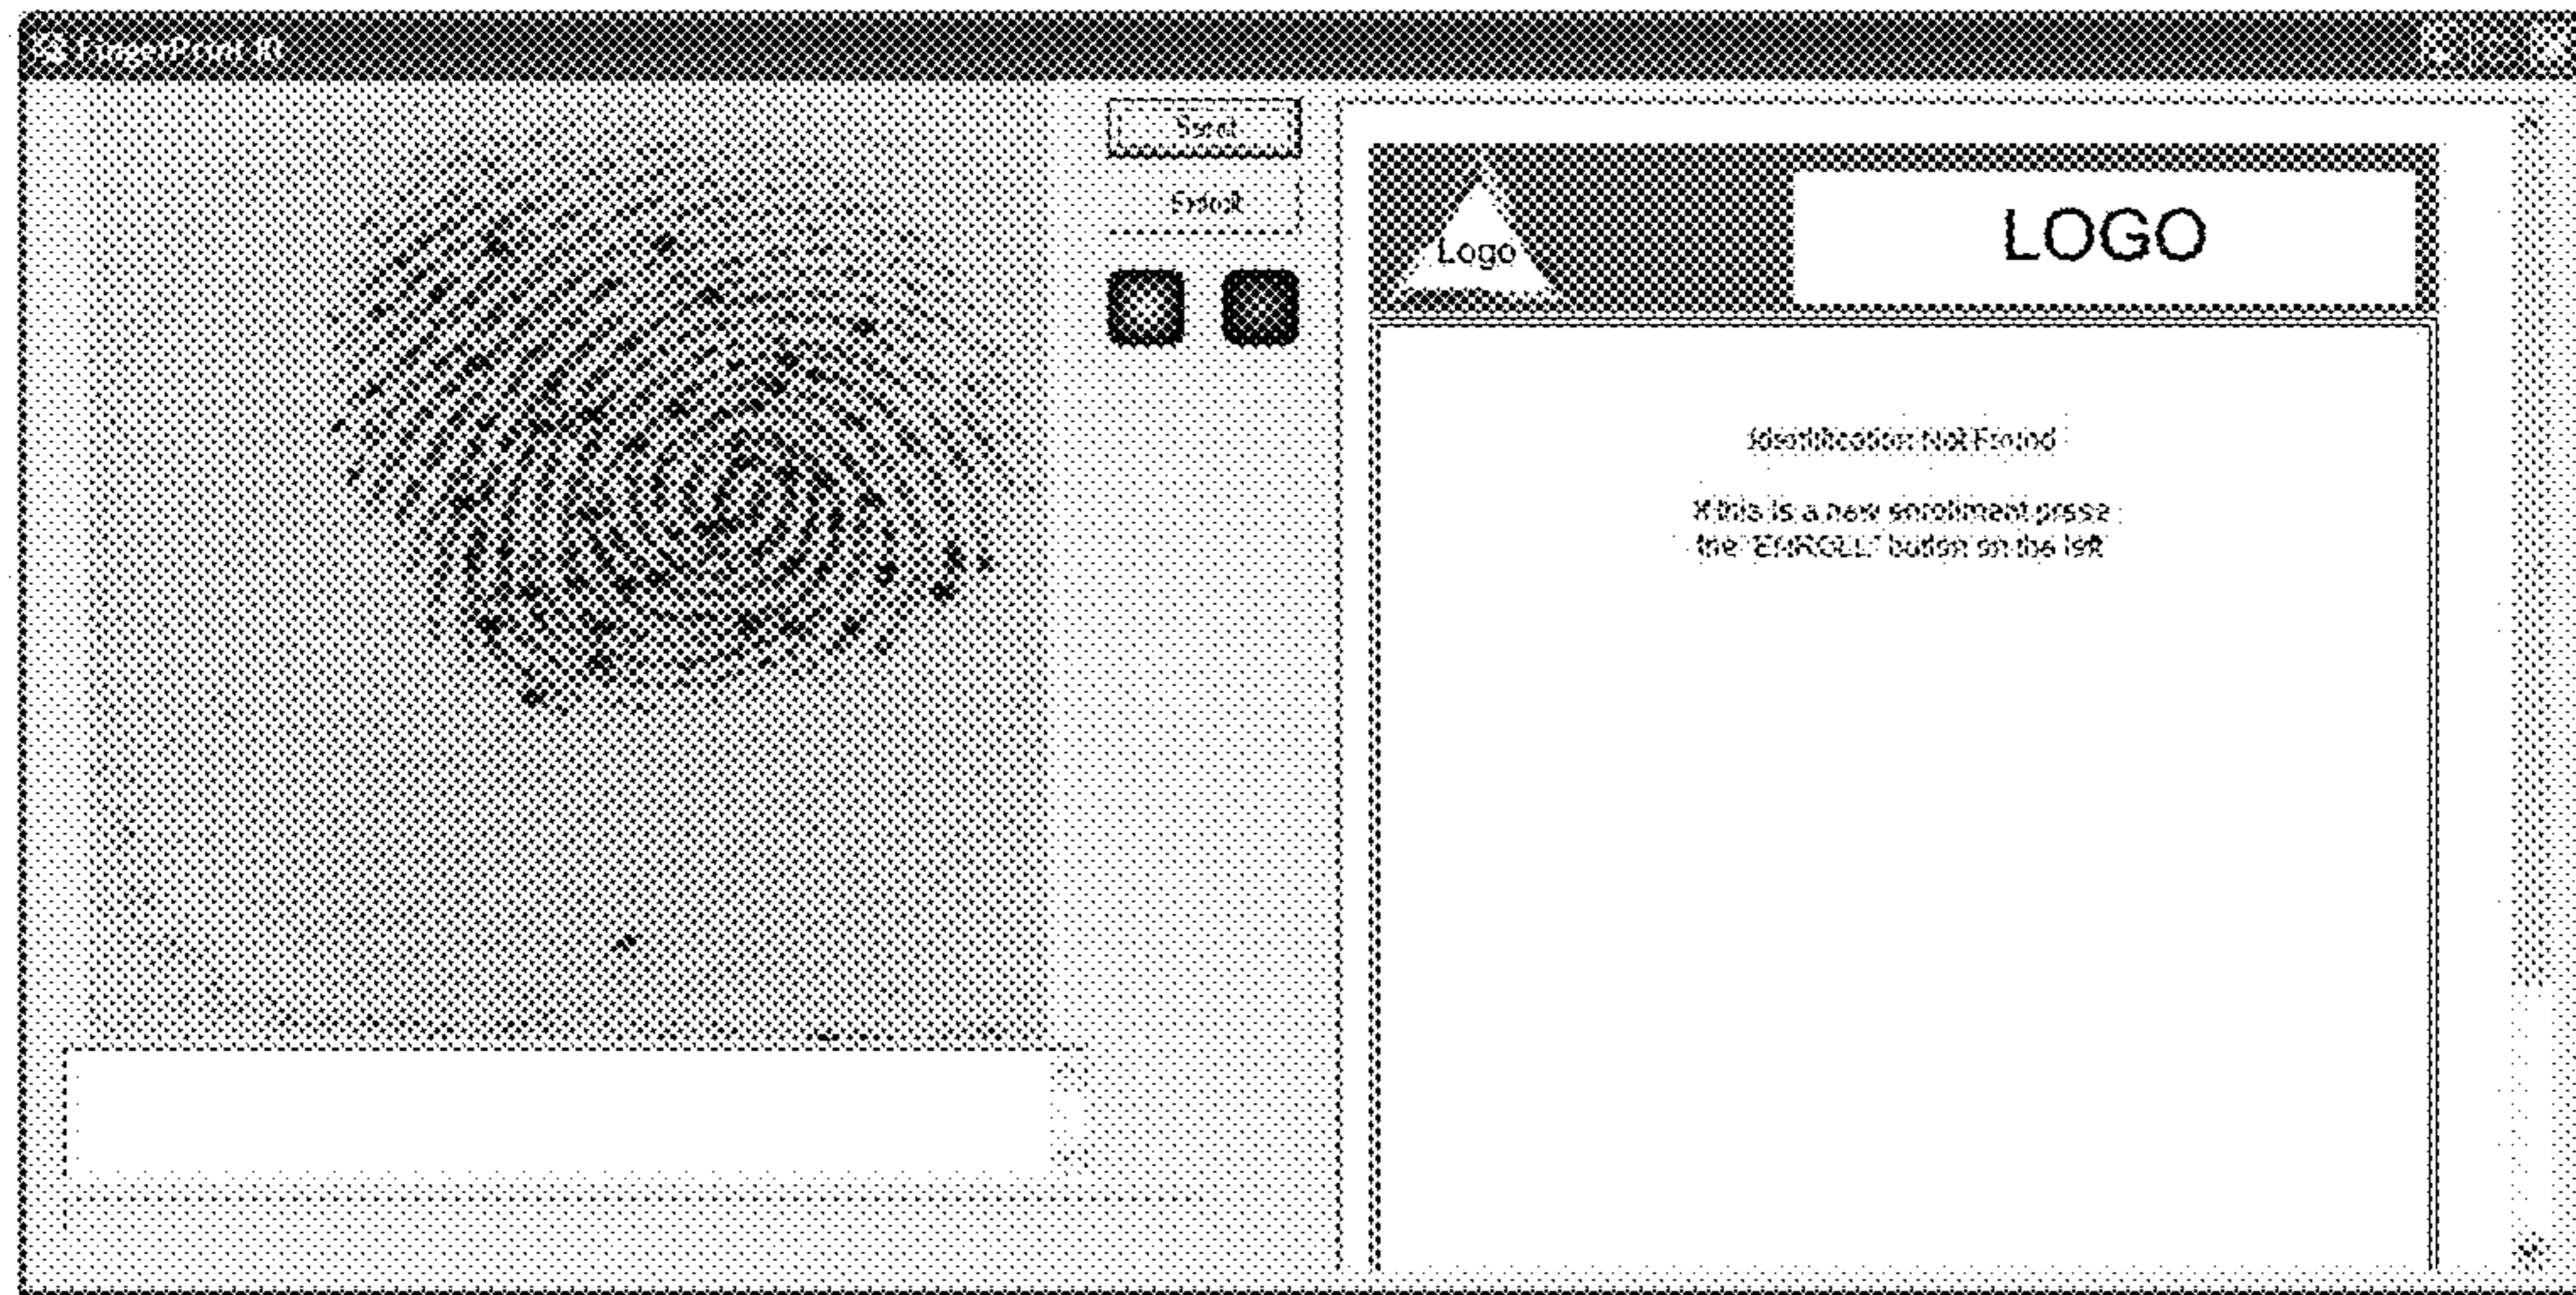 FingerPrint ID
Enroll
Logo
LOGO
Identification Not Found
If this is a new enrollment press
the "ENROLL" button on the left